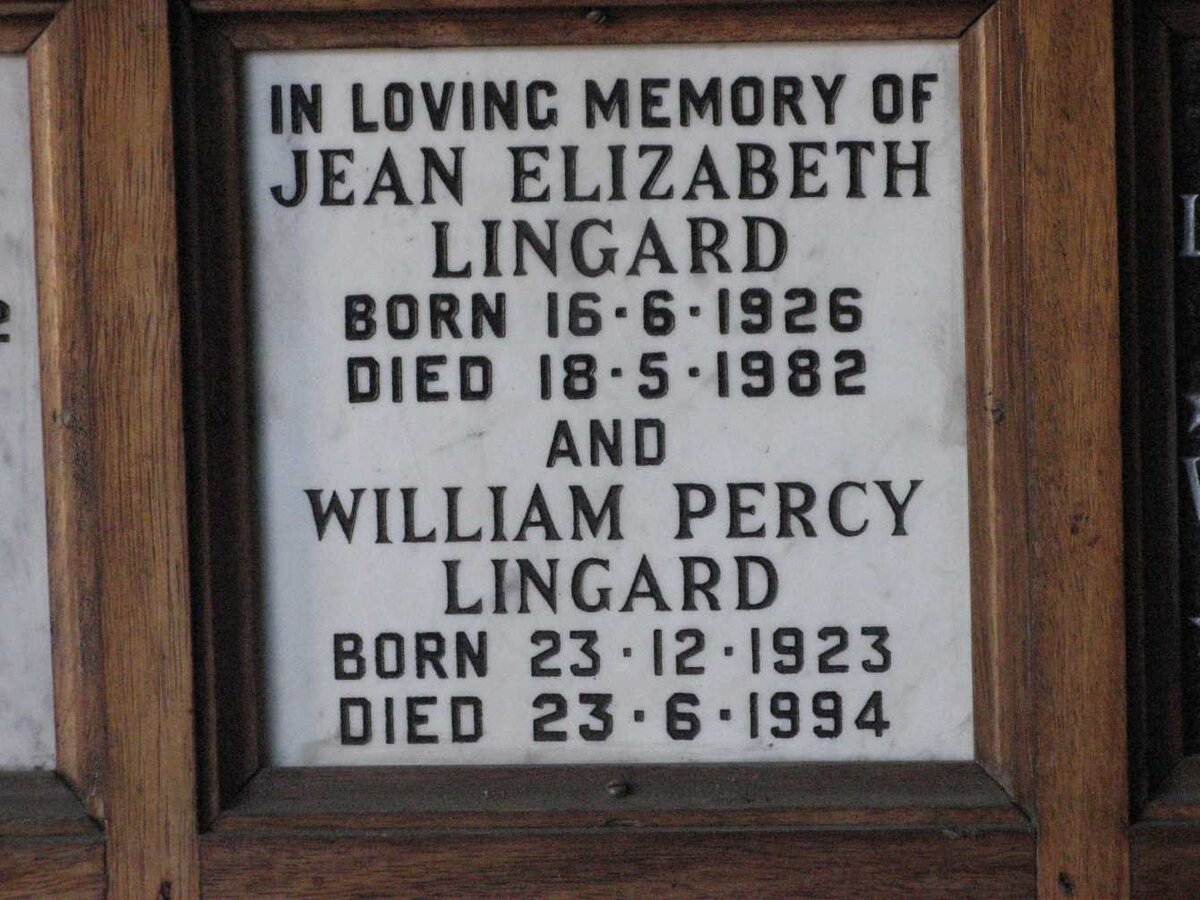 IN LOVING MEMORY OF
JEAN ELIZABETH
LINGARD
BORN 16·6·1926
DIED 18·5·1982
AND
WILLIAM PERCY
LINGARD
BORN 23·12·1923
DIED 23·6·1994